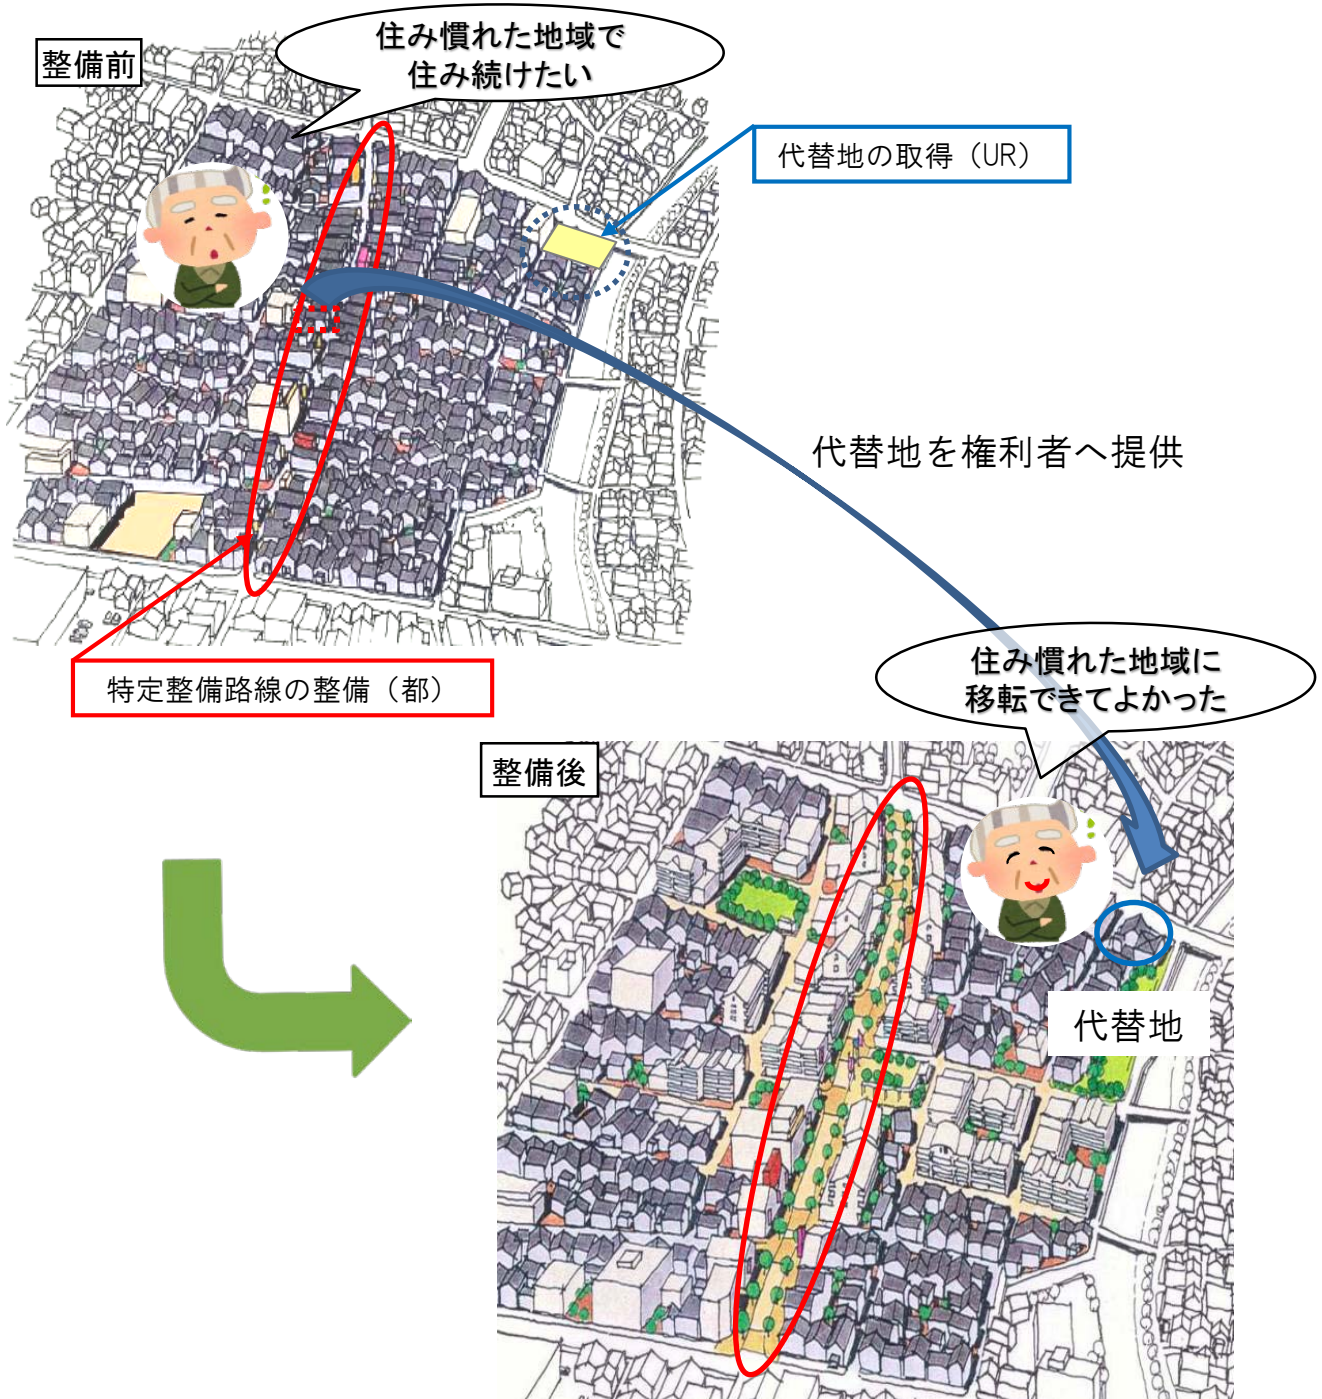 整備前
住み慣れた地域で
住み続けたい
代替地の取得（UR）
代替地を権利者へ提供
特定整備路線の整備（都）
住み慣れた地域に
移転できてよかった
整備後
代替地